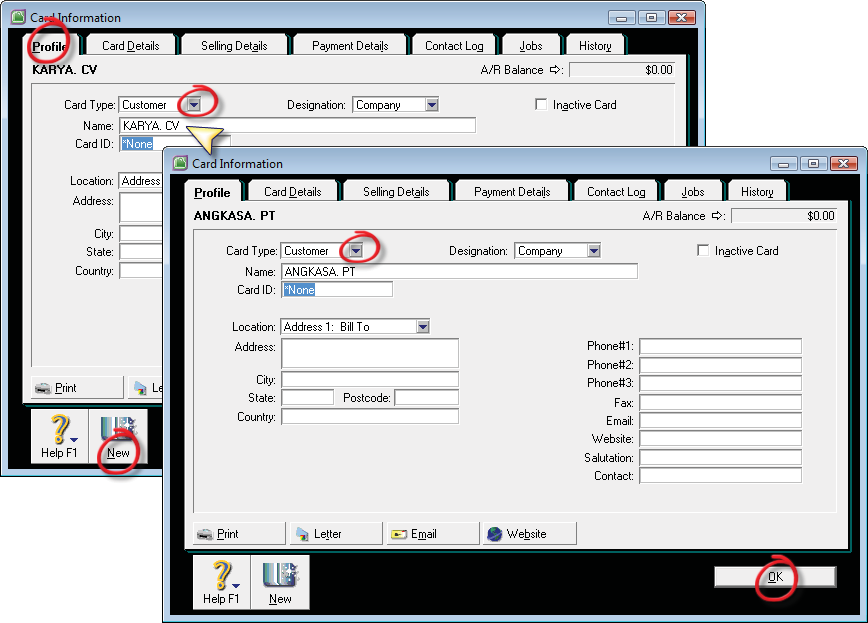 Card Information
Profile Card Details Selling Details Payment Details Contact Log Jobs History
KARYA. CV A/R Balance ⇨: $0.00
Card Type: Customer Designation: Company Inactive Card
Name: KARYA. CV
Card ID: *None
Location: Address
Address:
City:
State:
Country:
Print Le
Help F1 New
Card Information
Profile Card Details Selling Details Payment Details Contact Log Jobs History
ANGKASA. PT A/R Balance ⇨: $0.00
Card Type: Customer Designation: Company Inactive Card
Name: ANGKASA. PT
Card ID: *None
Location: Address 1: Bill To
Address: Phone#1:
Phone#2:
City: Phone#3:
State: Postcode: Fax:
Country: Email:
Website:
Salutation:
Contact:
Print Letter Email Website
Help F1 New OK